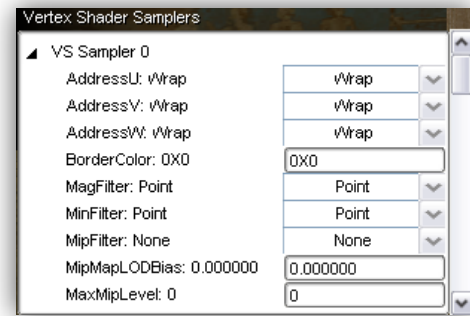 Vertex Shader Samplers
VS Sampler 0
AddressU: Wrap Wrap
AddressV: Wrap Wrap
AddressW: Wrap Wrap
BorderColor: 0X0 0X0
MagFilter: Point Point
MinFilter: Point Point
MipFilter: None None
MipMapLODBias: 0.000000 0.000000
MaxMipLevel: 0 0